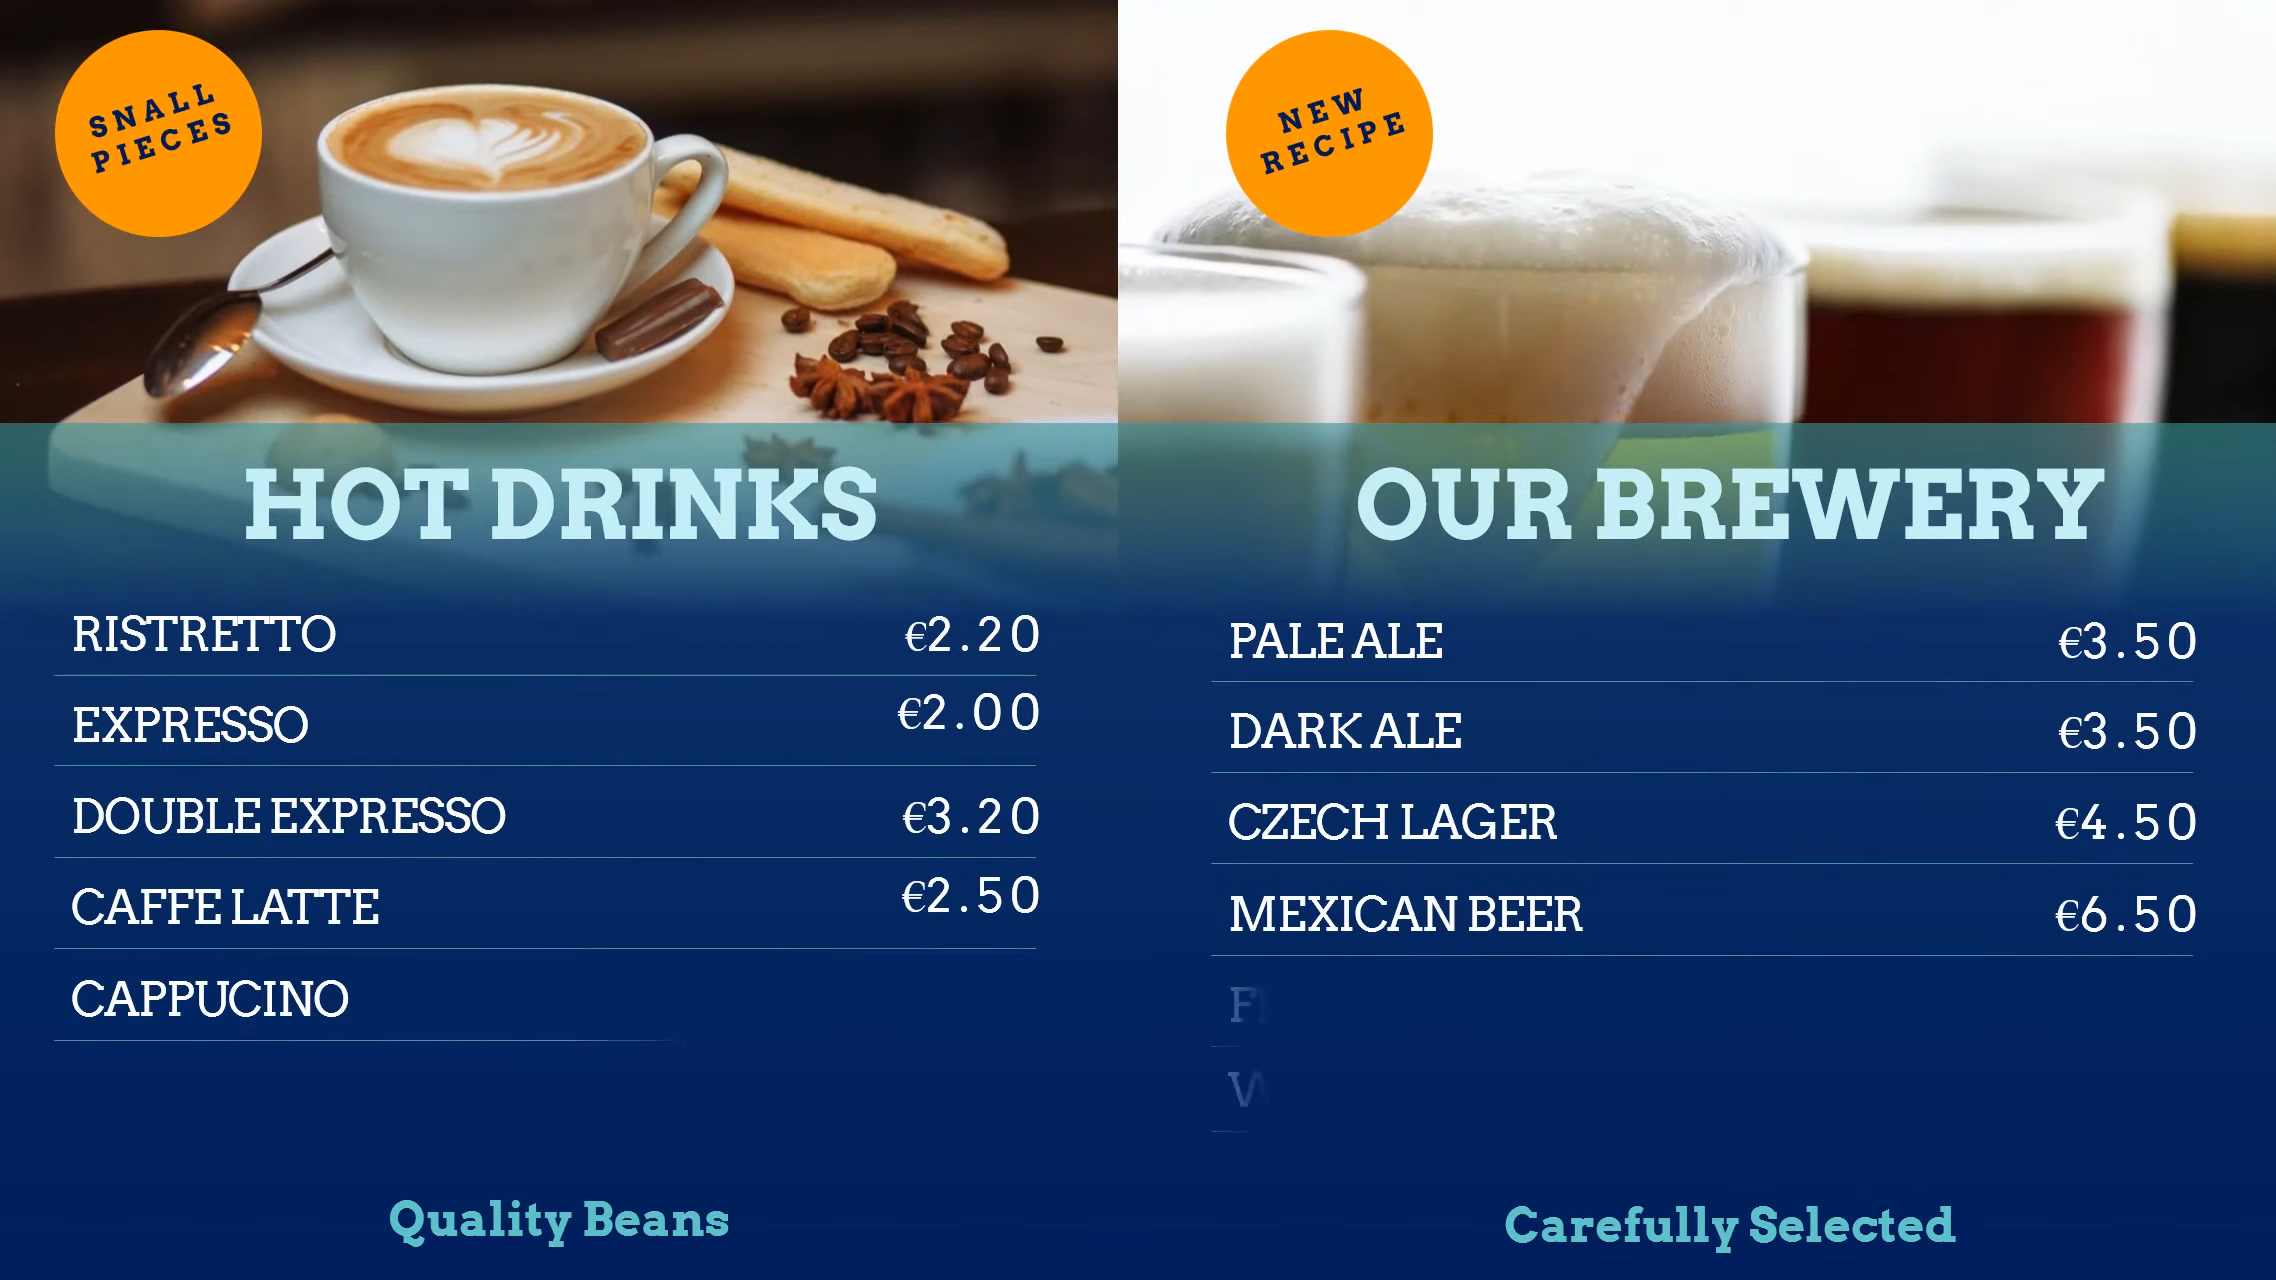 SNALL
PIECES
HOT DRINKS
RISTRETTO €2.20
EXPRESSO €2.00
DOUBLE EXPRESSO €3.20
CAFFE LATTE €2.50
CAPPUCINO
Quality Beans
NEW
RECIPE
OUR BREWERY
PALE ALE €3.50
DARK ALE €3.50
CZECH LAGER €4.50
MEXICAN BEER €6.50
Carefully Selected